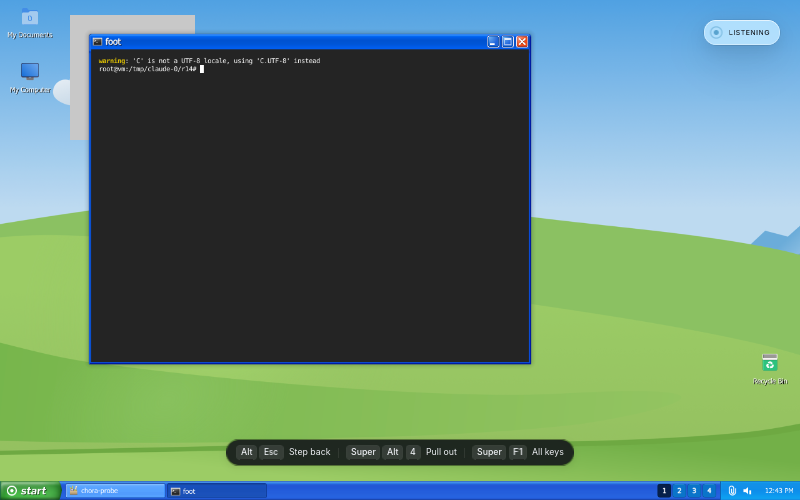 My Documents
My Computer
foot
warning: 'C' is not a UTF-8 locale, using 'C.UTF-8' instead
root@vm:/tmp/claude-0/r14#
LISTENING
Recycle Bin
Alt Esc Step back Super Alt 4 Pull out Super F1 All keys
start chora-probe foot 1 2 3 4 12:43 PM